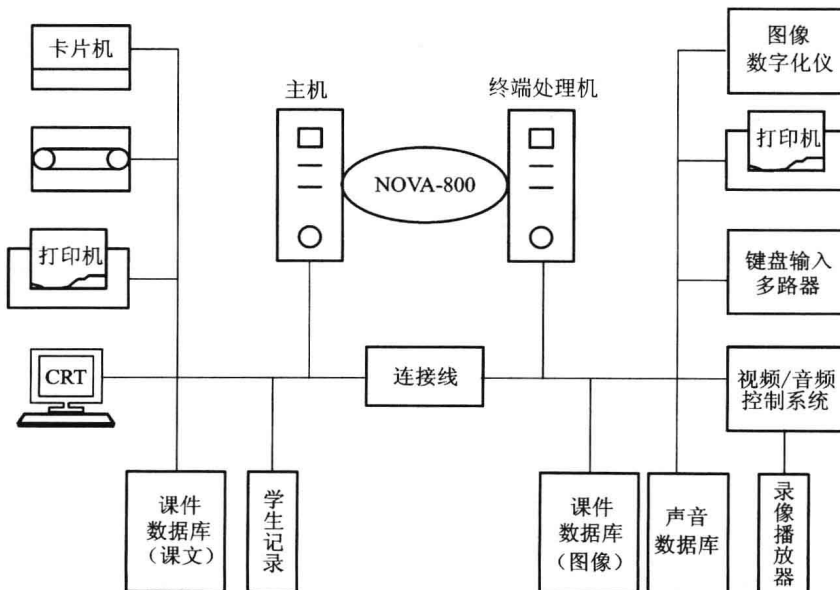 卡片机
图像
数字化仪
主机
终端处理机
打印机
NOVA-800
打印机
键盘输入
多路器
CRT
连接线
视频/音频
控制系统
课件
数据库
（课文）
学生记录
课件
数据库
（图像）
声音
数据库
录像播放器